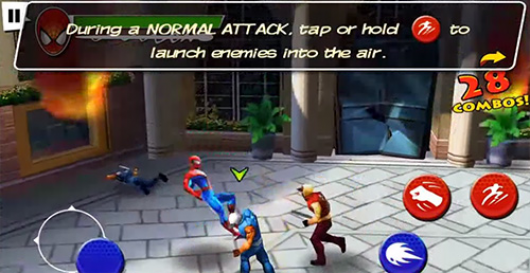 During a NORMAL ATTACK, tap or hold to
launch enemies into the air.
28
COMBOS!